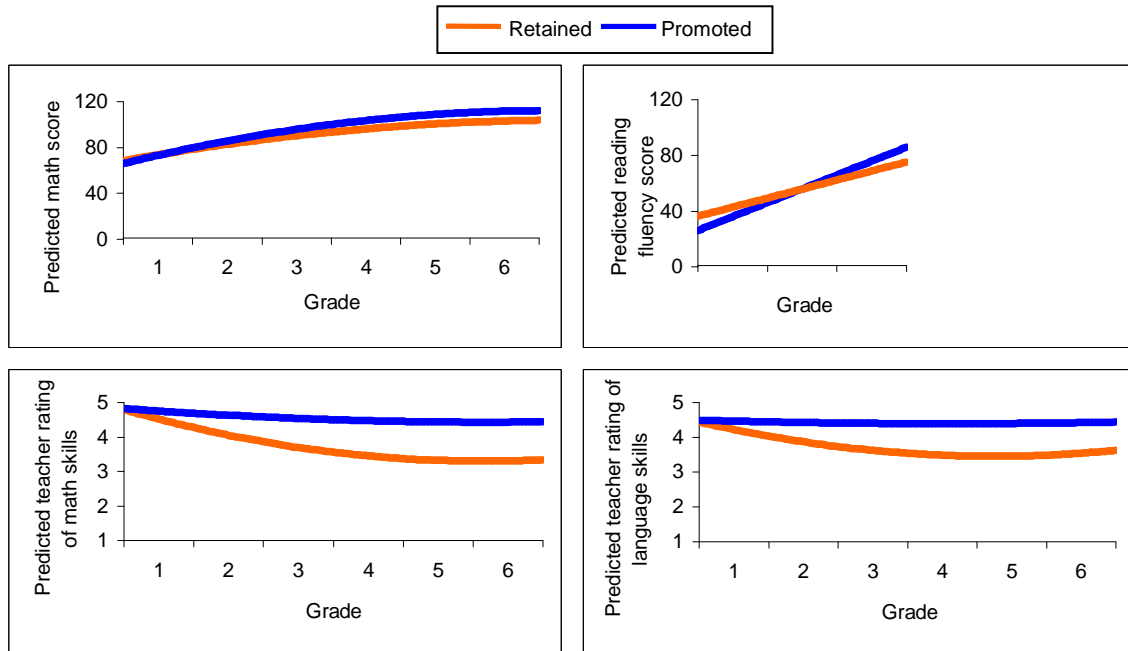 Retained Promoted
Predicted math score
120
80
40
0
1 2 3 4 5 6
Grade
Predicted reading
fluency score
120
80
40
0
Grade
Predicted teacher rating
of math skills
5
4
3
2
1
1 2 3 4 5 6
Grade
Predicted teacher rating of
language skills
5
4
3
2
1
1 2 3 4 5 6
Grade